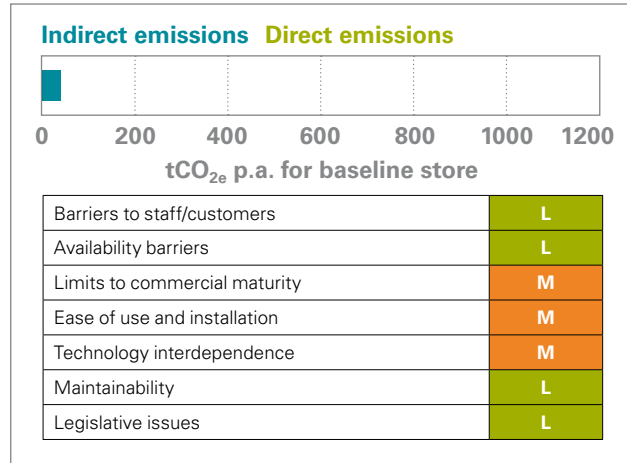 Indirect emissions Direct emissions
0 200 400 600 800 1000 1200
tCO2e p.a. for baseline store
Barriers to staff/customers L
Availability barriers L
Limits to commercial maturity M
Ease of use and installation M
Technology interdependence M
Maintainability L
Legislative issues L